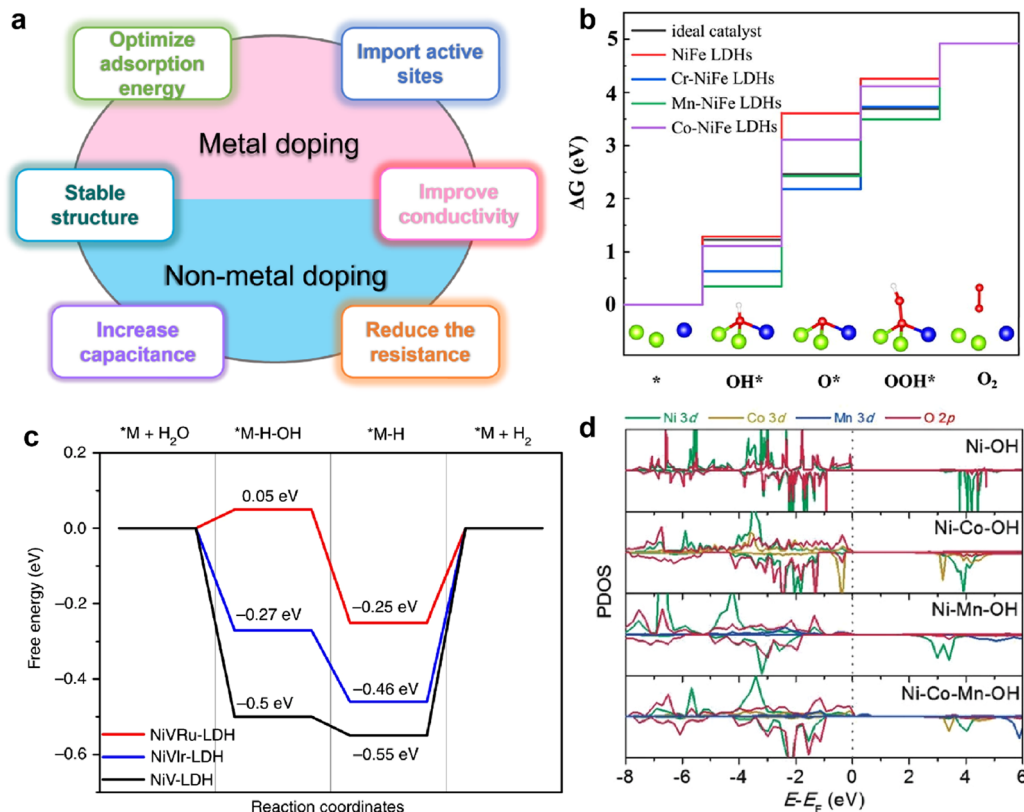 a
Optimize
adsorption
energy
Import active
sites
Metal doping
Stable
structure
Improve
conductivity
Non-metal doping
Increase
capacitance
Reduce the
resistance
b
ideal catalyst
NiFe LDHs
Cr-NiFe LDHs
Mn-NiFe LDHs
Co-NiFe LDHs
ΔG (eV)
5
4
3
2
1
0
* OH* O* OOH* O₂
c
*M + H₂O *M-H-OH *M-H *M + H₂
Free energy (eV)
0.2
0.0
−0.2
−0.4
−0.6
0.05 eV
−0.25 eV
−0.27 eV
−0.46 eV
−0.5 eV
−0.55 eV
NiVRu-LDH
NiVIr-LDH
NiV-LDH
Reaction coordinates
d
Ni 3d Co 3d Mn 3d O 2p
PDOS
Ni-OH
Ni-Co-OH
Ni-Mn-OH
Ni-Co-Mn-OH
-8 -6 -4 -2 0 2 4 6
E-E_F (eV)